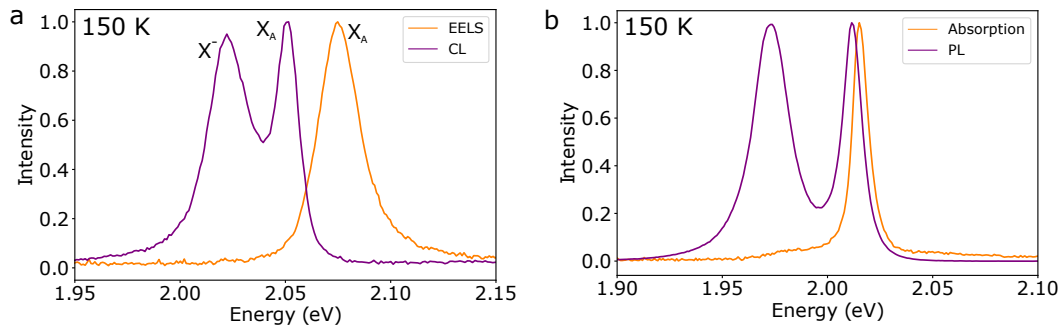 a
150 K
X⁻
X_A
X_A
EELS
CL
Intensity
1.0
0.8
0.6
0.4
0.2
0.0
1.95 2.00 2.05 2.10 2.15
Energy (eV)
b
150 K
Absorption
PL
Intensity
1.0
0.8
0.6
0.4
0.2
0.0
1.90 1.95 2.00 2.05 2.10
Energy (eV)